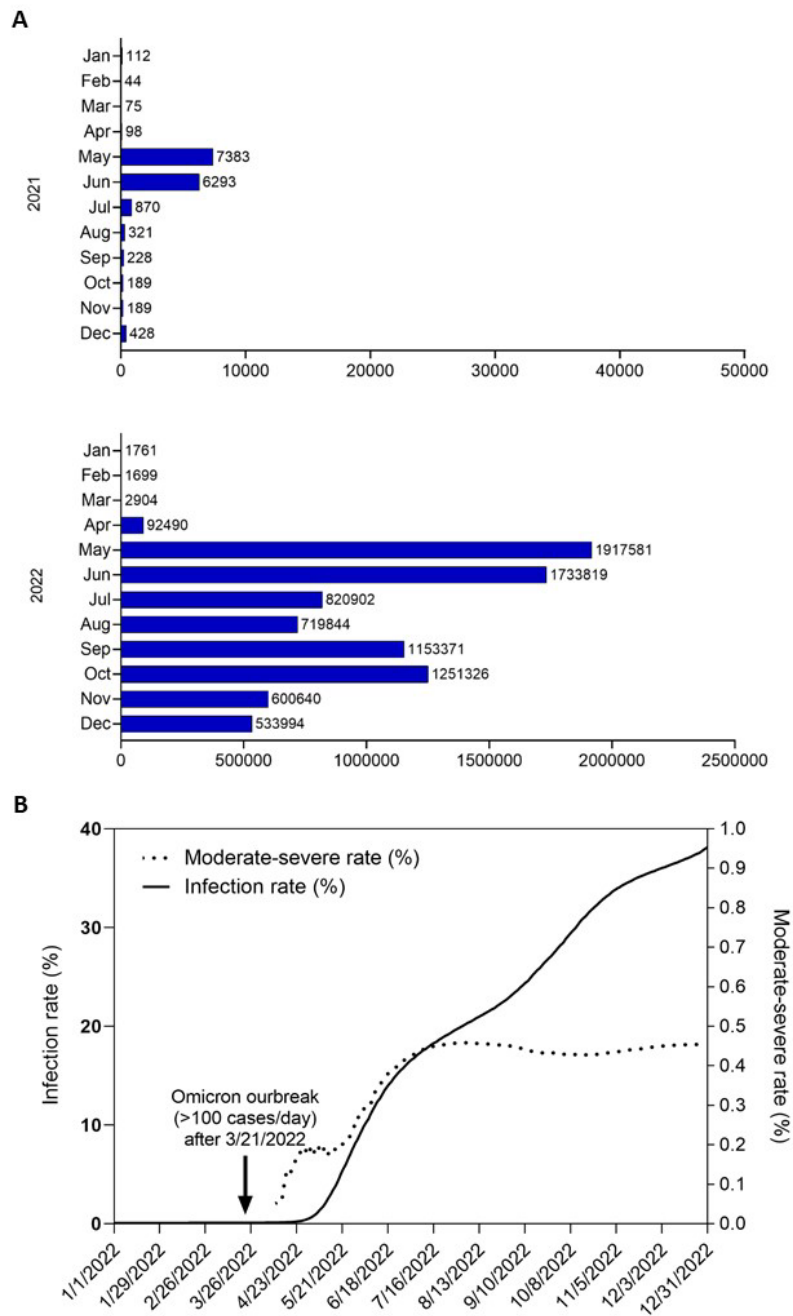 A
2021
Jan 112
Feb 44
Mar 75
Apr 98
May 7383
Jun 6293
Jul 870
Aug 321
Sep 228
Oct 189
Nov 189
Dec 428
0 10000 20000 30000 40000 50000
2022
Jan 1761
Feb 1699
Mar 2904
Apr 92490
May 1917581
Jun 1733819
Jul 820902
Aug 719844
Sep 1153371
Oct 1251326
Nov 600640
Dec 533994
0 500000 1000000 1500000 2000000 2500000
B
Infection rate (%)
40
30
20
10
0
Moderate-severe rate (%)
Infection rate (%)
Omicron ourbreak
(>100 cases/day)
after 3/21/2022
1.0
0.9
0.8
0.7
0.6
0.5
0.4
0.3
0.2
0.1
0.0
Moderate-severe
rate (%)
1/1/2022 1/29/2022 2/26/2022 3/26/2022 4/23/2022 5/21/2022 6/18/2022 7/16/2022 8/13/2022 9/10/2022 10/8/2022 11/5/2022 12/3/2022 12/31/2022